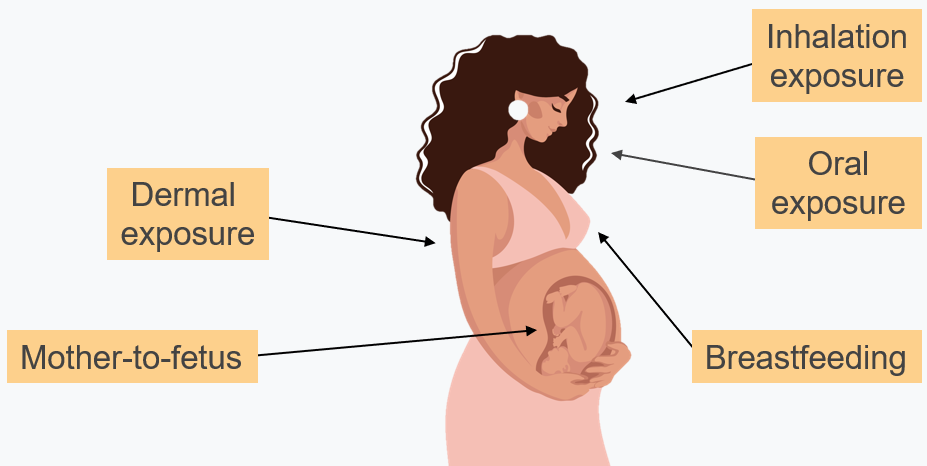 Inhalation
exposure
Oral
exposure
Dermal
exposure
Mother-to-fetus
Breastfeeding